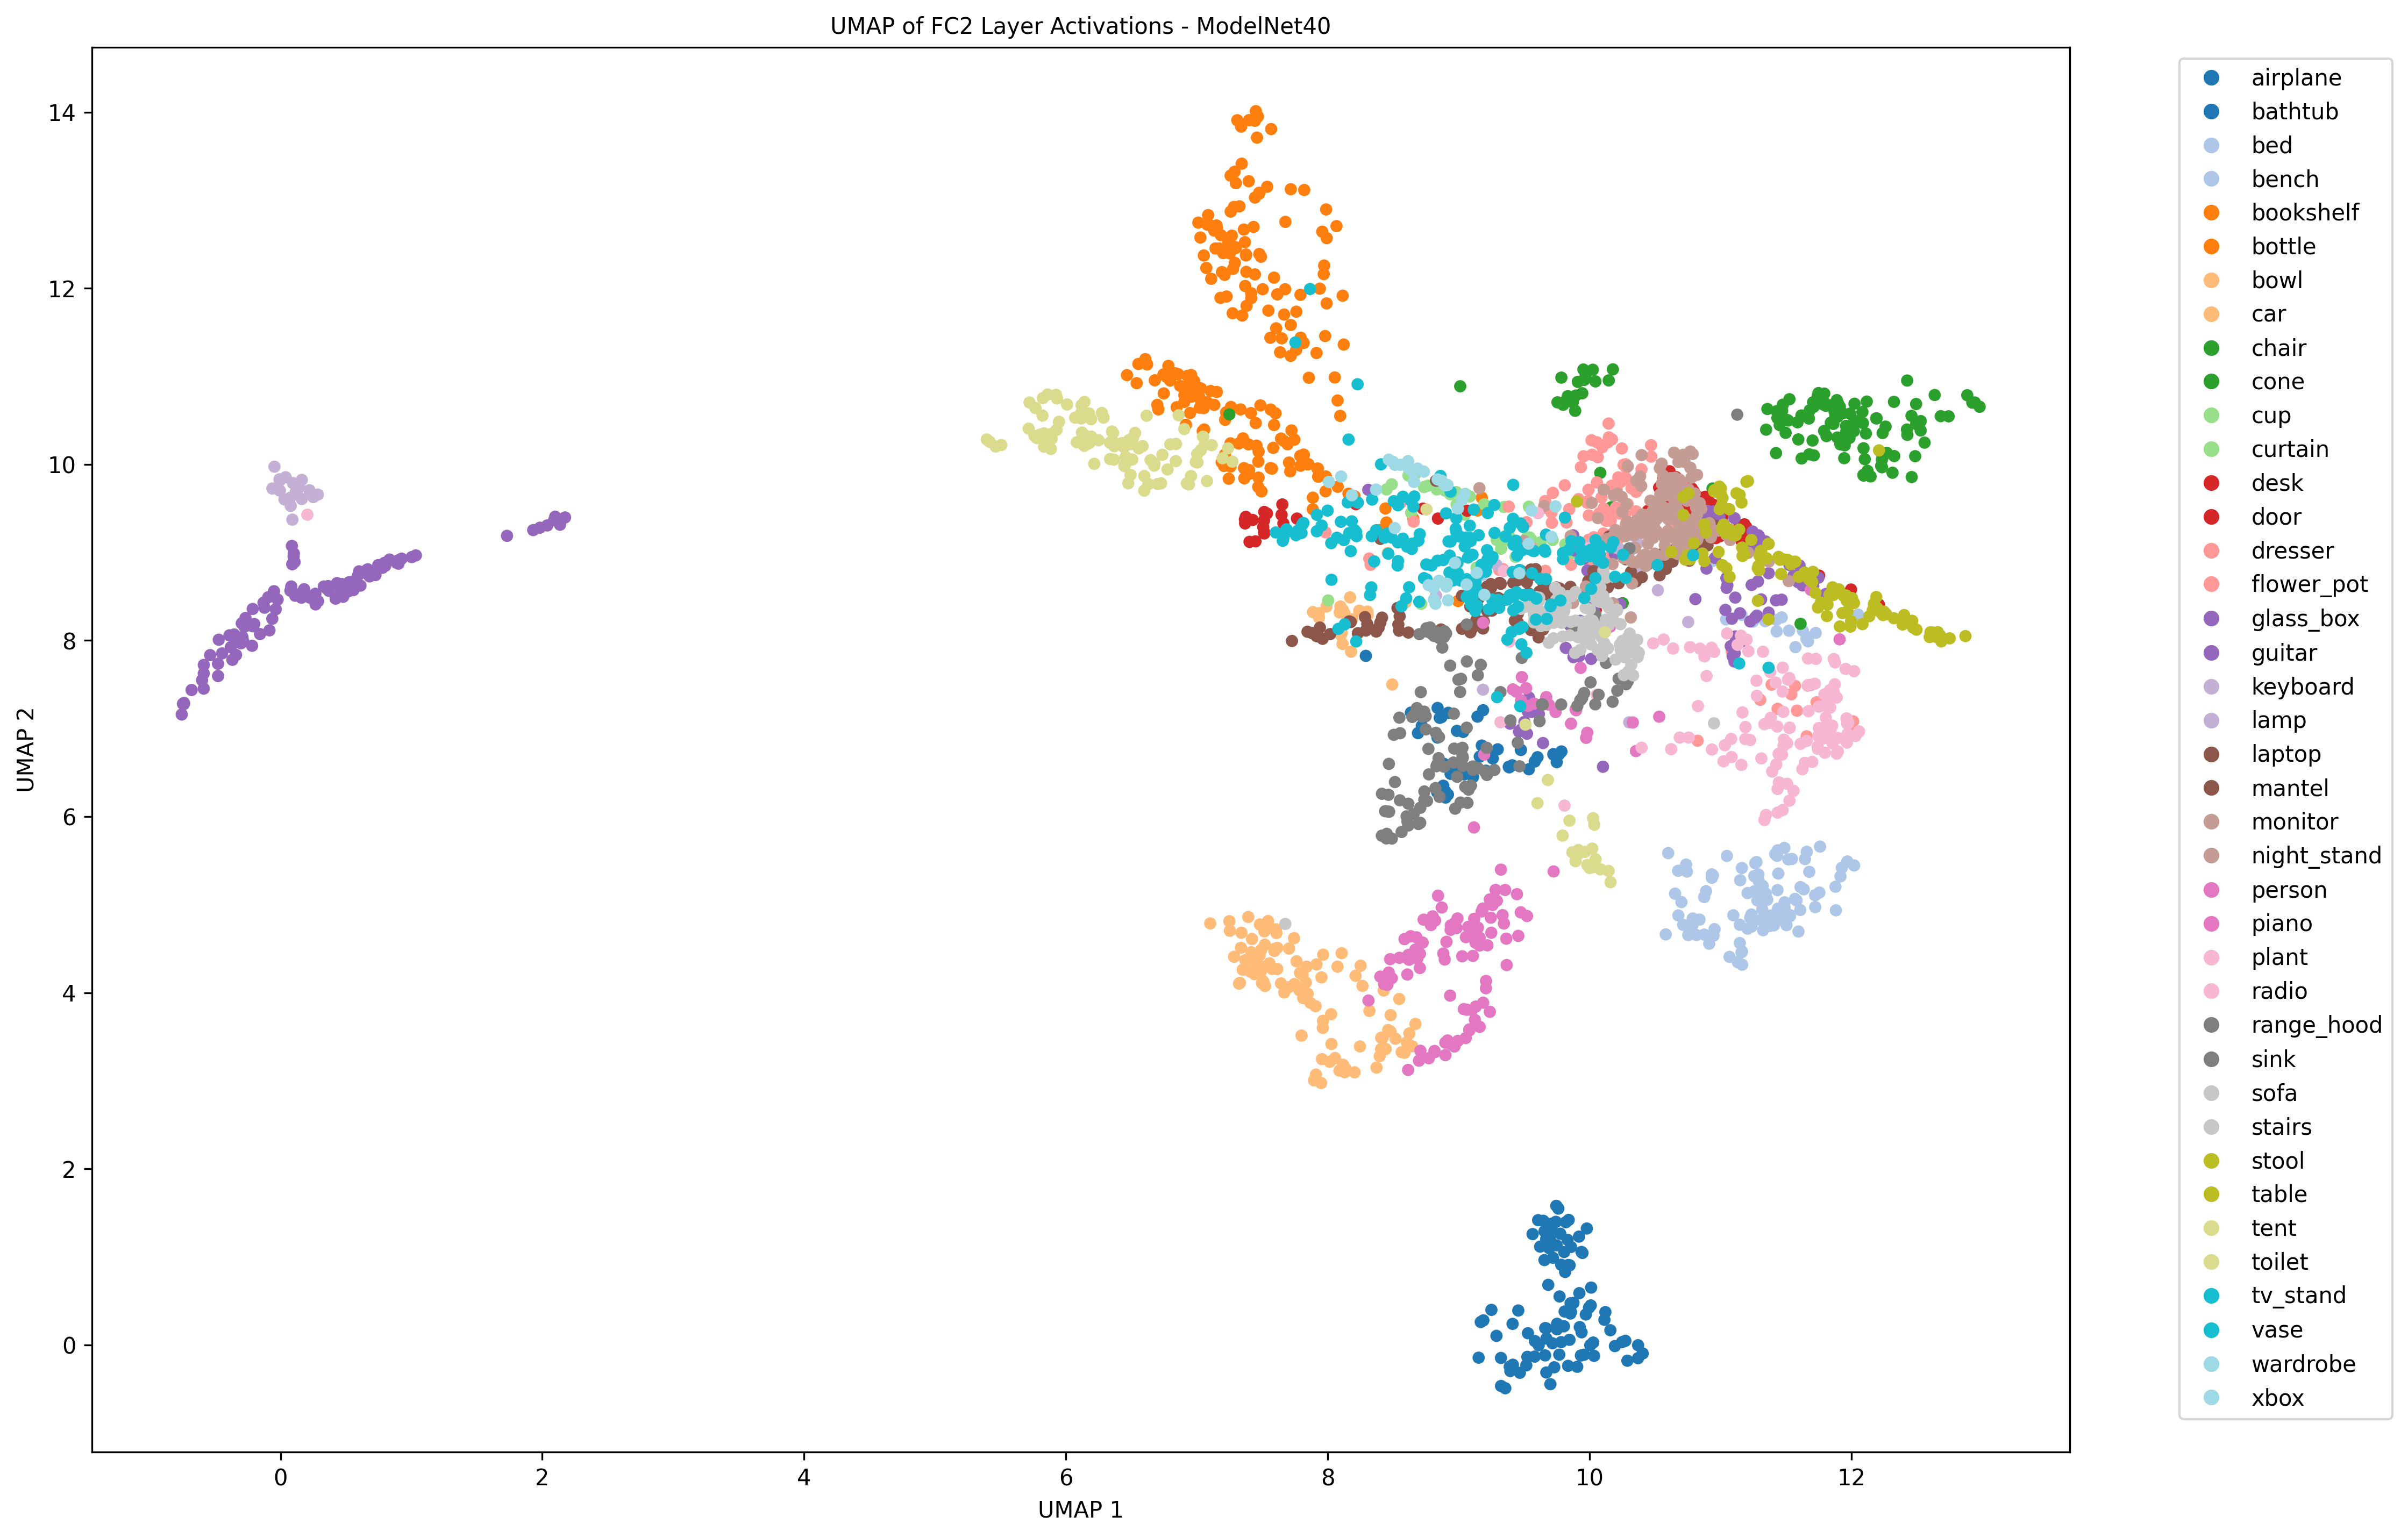 UMAP of FC2 Layer Activations - ModelNet40
UMAP 2
14
12
10
8
6
4
2
0
0 2 4 6 8 10 12
UMAP 1
airplane
bathtub
bed
bench
bookshelf
bottle
bowl
car
chair
cone
cup
curtain
desk
door
dresser
flower_pot
glass_box
guitar
keyboard
lamp
laptop
mantel
monitor
night_stand
person
piano
plant
radio
range_hood
sink
sofa
stairs
stool
table
tent
toilet
tv_stand
vase
wardrobe
xbox